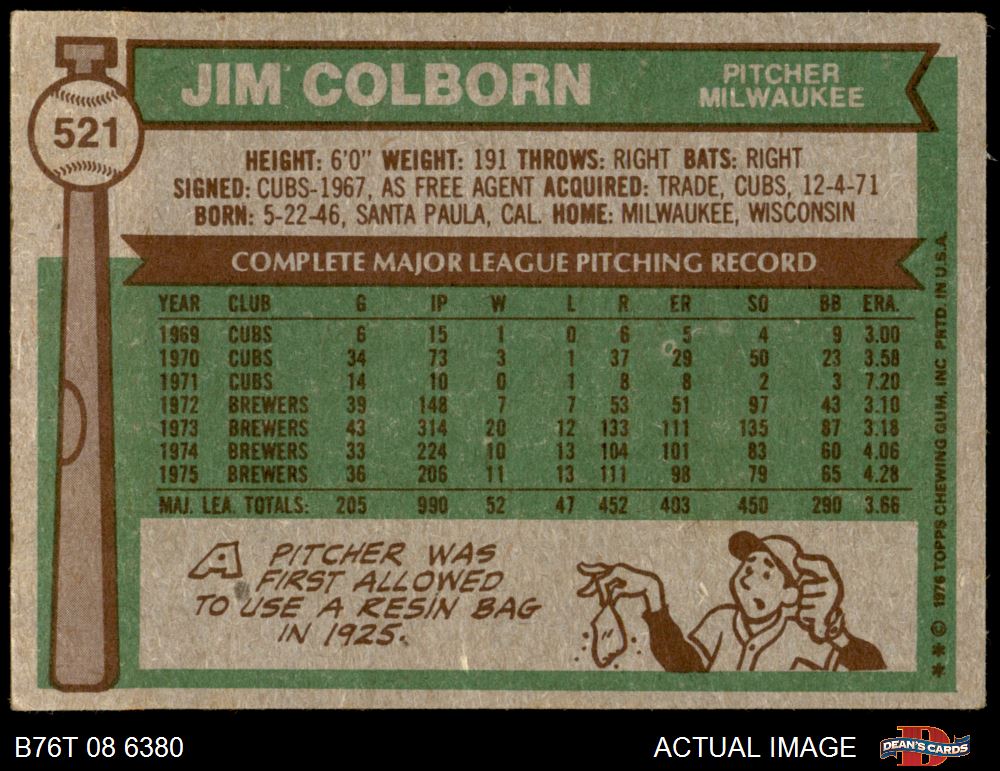 521
JIM COLBORN
PITCHER
MILWAUKEE
HEIGHT: 6'0" WEIGHT: 191 THROWS: RIGHT BATS: RIGHT
SIGNED: CUBS-1967, AS FREE AGENT ACQUIRED: TRADE, CUBS, 12-4-71
BORN: 5-22-46, SANTA PAULA, CAL. HOME: MILWAUKEE, WISCONSIN
COMPLETE MAJOR LEAGUE PITCHING RECORD
YEAR CLUB G IP W L R ER SO BB ERA.
1969 CUBS 6 15 1 0 6 5 4 9 3.00
1970 CUBS 34 73 3 1 37 29 50 23 3.58
1971 CUBS 14 10 0 1 8 8 2 3 7.20
1972 BREWERS 39 148 7 7 53 51 97 43 3.10
1973 BREWERS 43 314 20 12 133 111 135 87 3.18
1974 BREWERS 33 224 10 13 104 101 83 60 4.06
1975 BREWERS 36 206 11 13 111 98 79 65 4.28
MAJ. LEA. TOTALS: 205 990 52 47 452 403 450 290 3.66
A PITCHER WAS
FIRST ALLOWED
TO USE A RESIN BAG
IN 1925.
** © 1976 TOPPS CHEWING GUM, INC. PRTD. IN U.S.A.
B76T 08 6380
ACTUAL IMAGE
DEAN'S CARDS